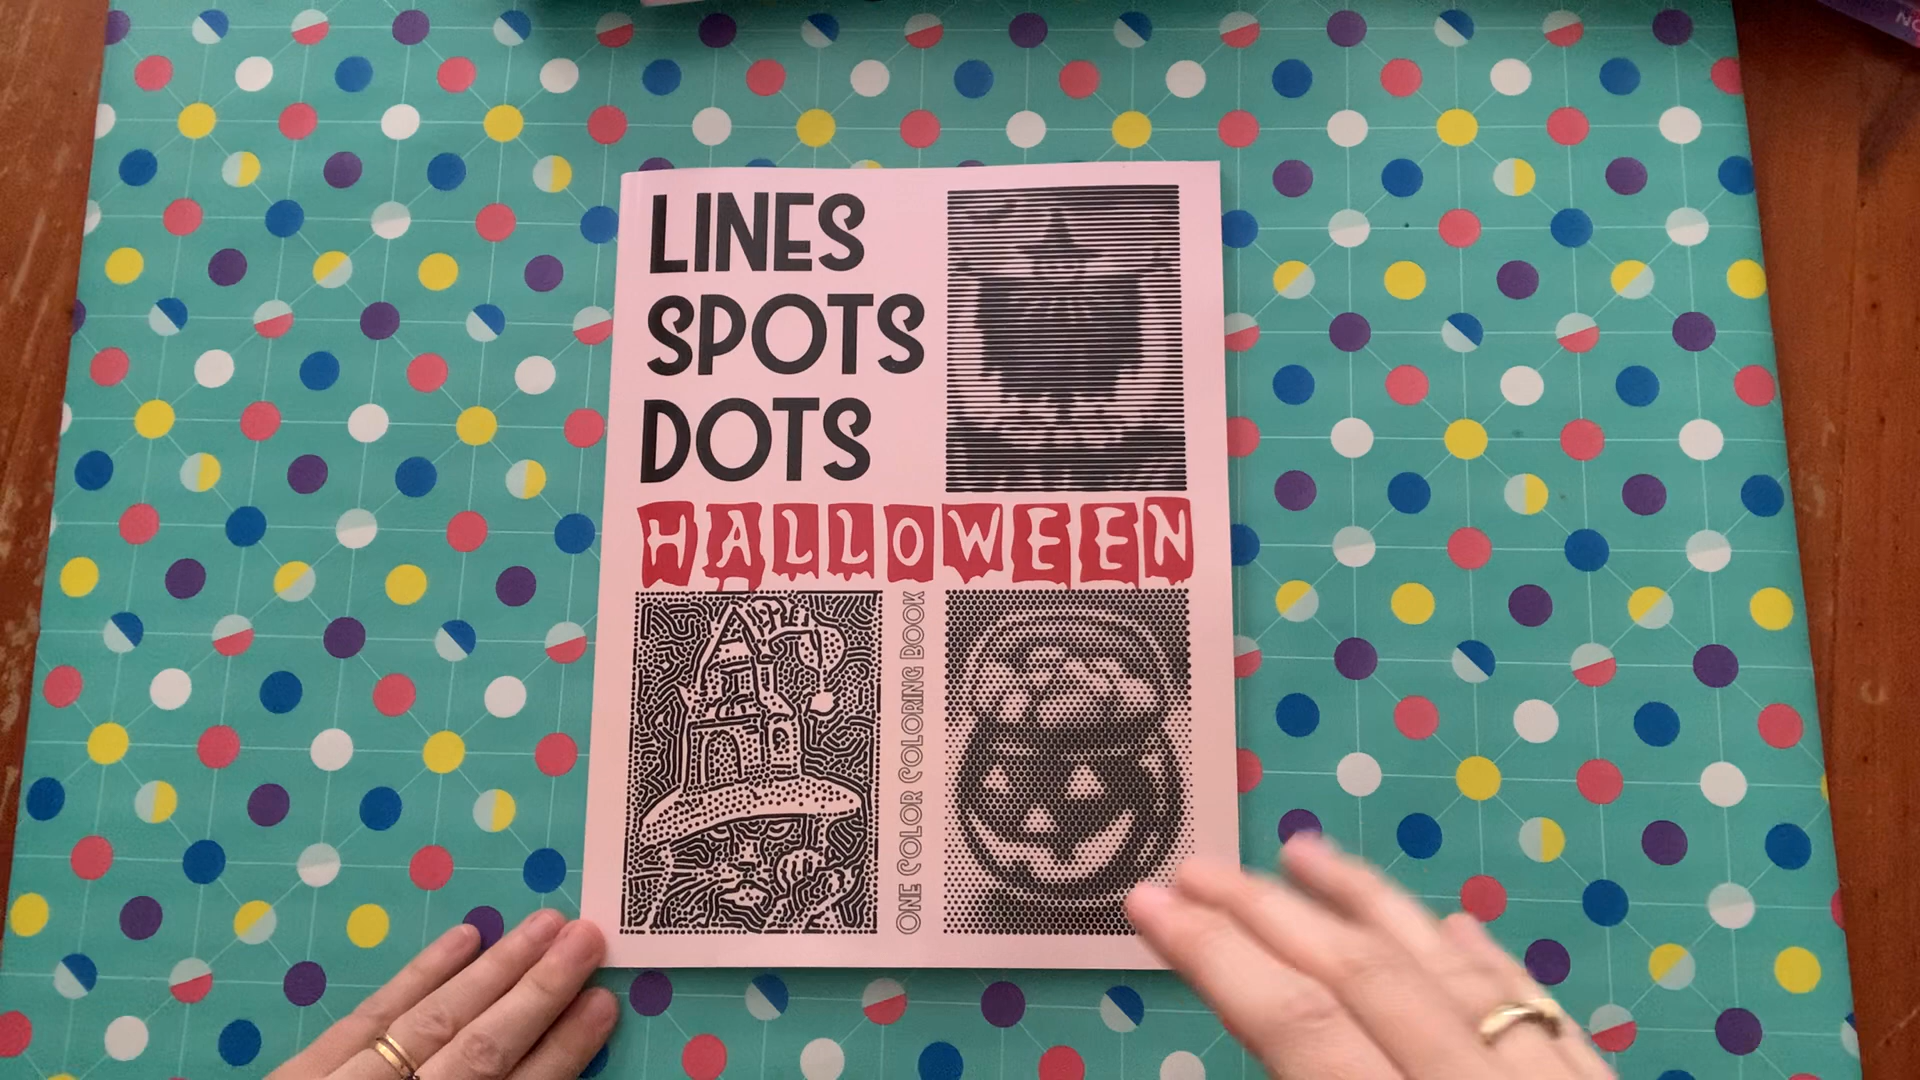 LINES
SPOTS
DOTS
HALLOWEEN
ONE COLOR COLORING BOOK